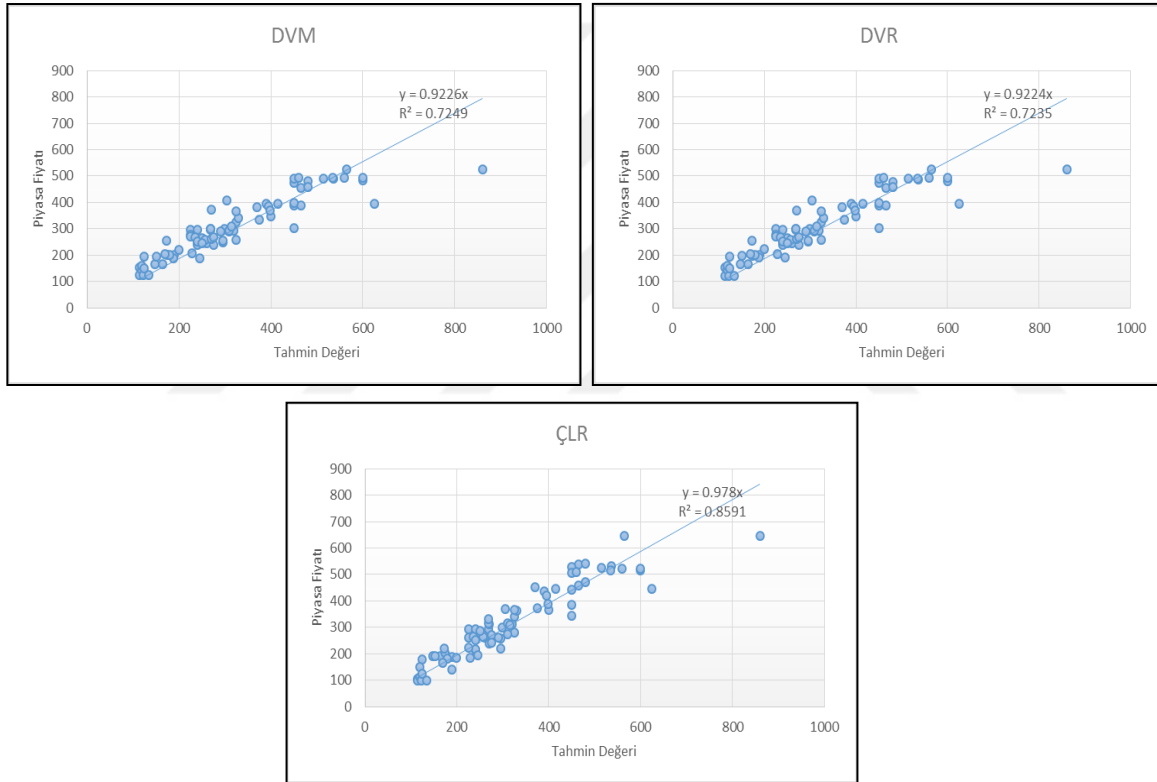 DVM
Piyasa Fiyatı
900
800
700
600
500
400
300
200
100
0
y = 0.9226x
R² = 0.7249
0 200 400 600 800 1000
Tahmin Değeri
DVR
Piyasa Fiyatı
900
800
700
600
500
400
300
200
100
0
y = 0.9224x
R² = 0.7235
0 200 400 600 800 1000
Tahmin Değeri
ÇLR
Piyasa Fiyatı
900
800
700
600
500
400
300
200
100
0
y = 0.978x
R² = 0.8591
0 200 400 600 800 1000
Tahmin Değeri